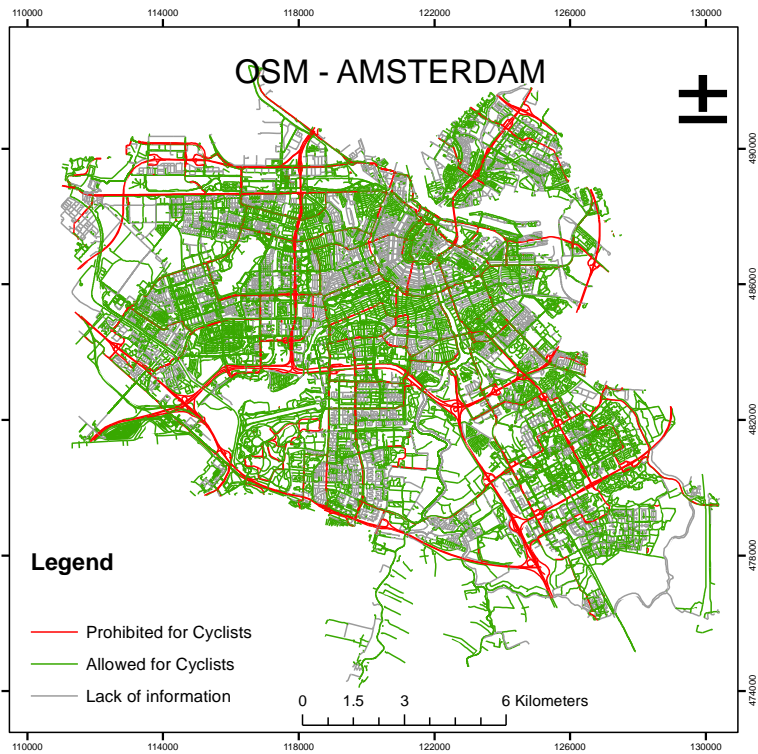 110000 114000 118000 122000 126000 130000
OSM - AMSTERDAM
490000
486000
482000
478000
474000
Legend
Prohibited for Cyclists
Allowed for Cyclists
Lack of information
0 1.5 3 6 Kilometers
110000 114000 118000 122000 126000 130000